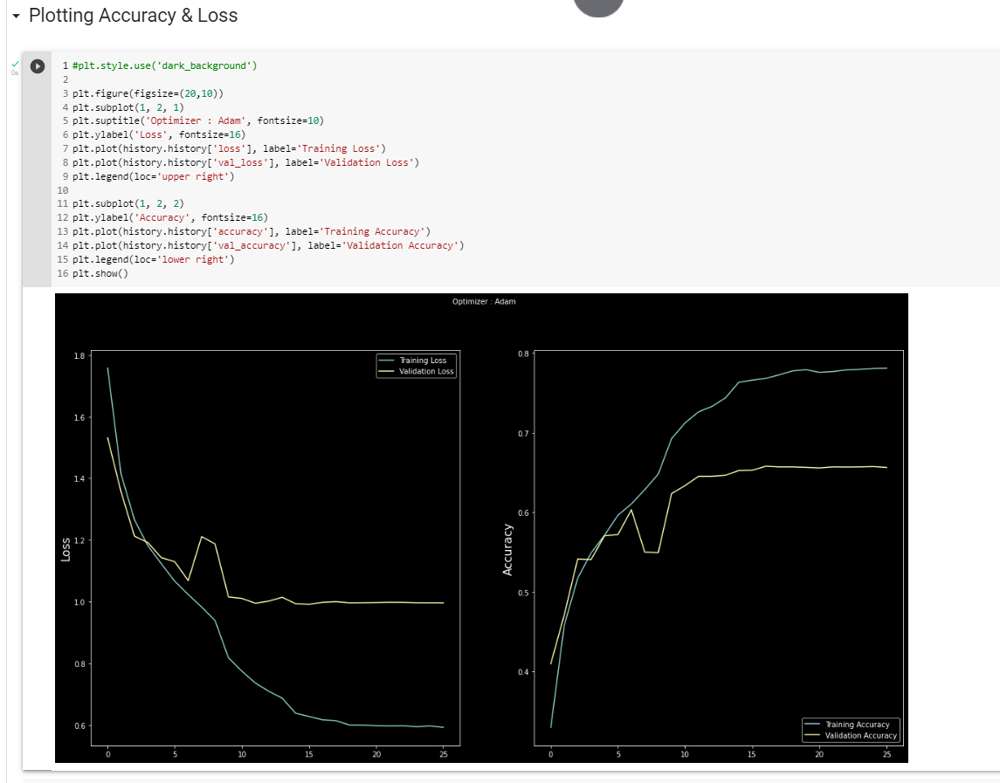 Plotting Accuracy & Loss
0s
1 #plt.style.use('dark_background')
2
3 plt.figure(figsize=(20,10))
4 plt.subplot(1, 2, 1)
5 plt.suptitle('Optimizer : Adam', fontsize=10)
6 plt.ylabel('Loss', fontsize=16)
7 plt.plot(history.history['loss'], label='Training Loss')
8 plt.plot(history.history['val_loss'], label='Validation Loss')
9 plt.legend(loc='upper right')
10
11 plt.subplot(1, 2, 2)
12 plt.ylabel('Accuracy', fontsize=16)
13 plt.plot(history.history['accuracy'], label='Training Accuracy')
14 plt.plot(history.history['val_accuracy'], label='Validation Accuracy')
15 plt.legend(loc='lower right')
16 plt.show()
Optimizer : Adam
Loss
1.8
1.6
1.4
1.2
1.0
0.8
0.6
Training Loss
Validation Loss
0 5 10 15 20 25
Accuracy
0.8
0.7
0.6
0.5
0.4
Training Accuracy
Validation Accuracy
0 5 10 15 20 25